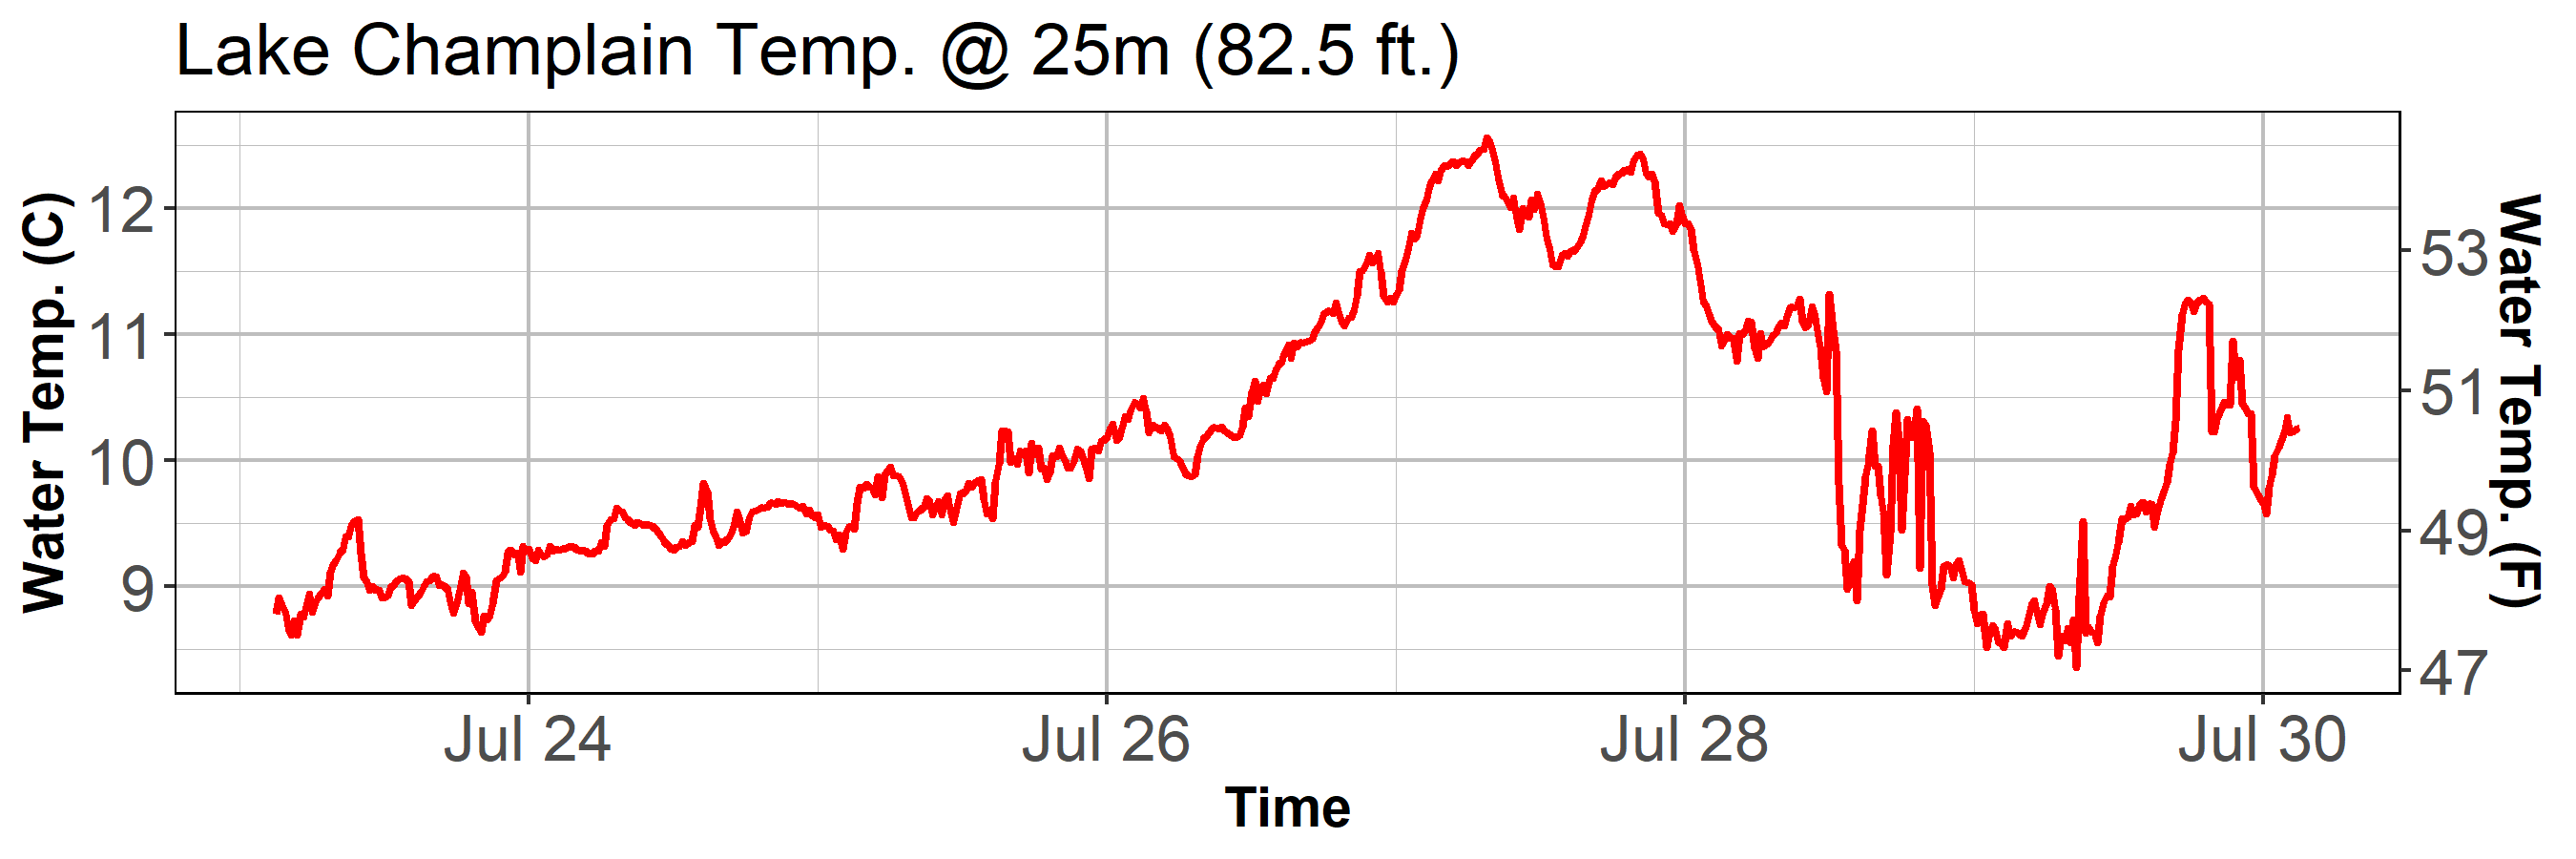 Lake Champlain Temp. @ 25m (82.5 ft.)
Water Temp. (C)
12
11
10
9
53
51
49
47
Water Temp. (F)
Jul 24
Jul 26
Jul 28
Jul 30
Time